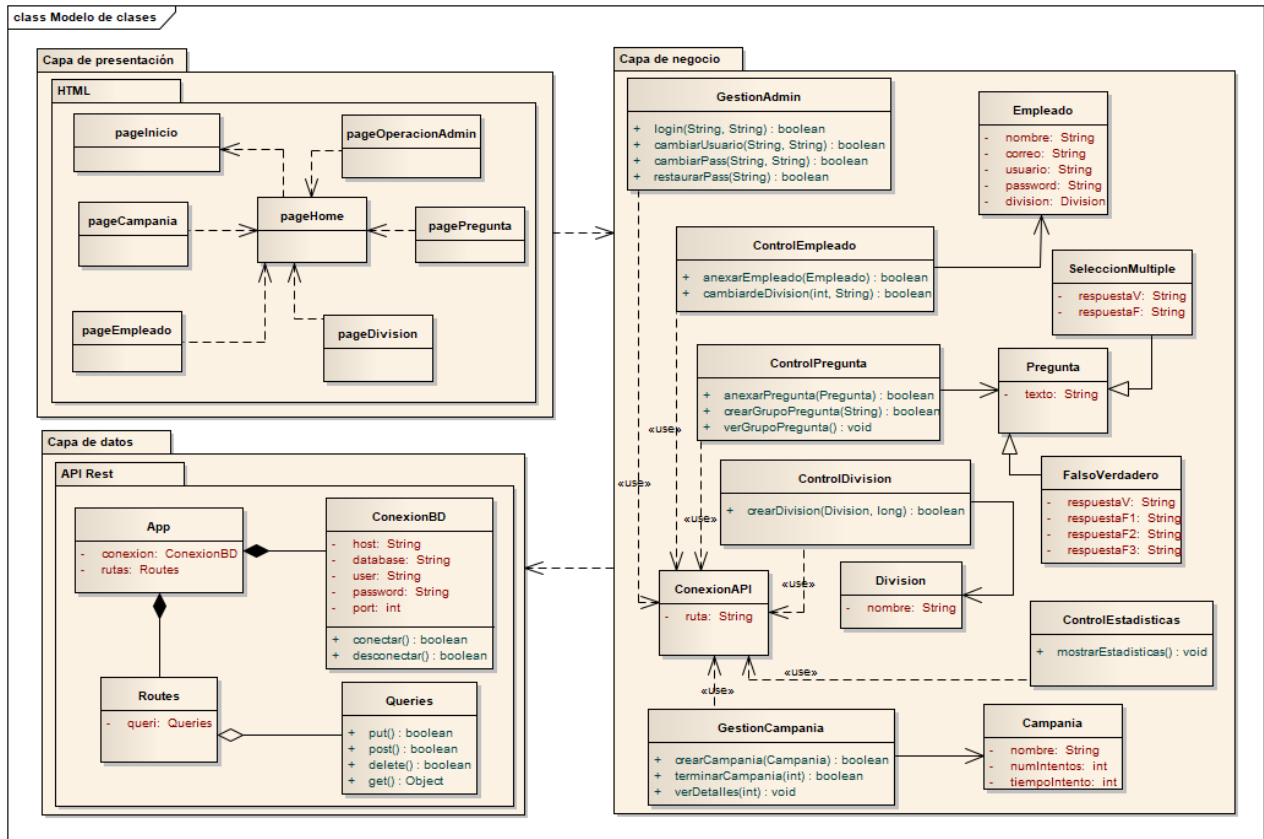 class Modelo de clases
Capa de presentación
HTML
pageInicio
pageOperacionAdmin
pageCampania
pageHome
pagePregunta
pageEmpleado
pageDivision
Capa de negocio
GestionAdmin
+ login(String, String) : boolean
+ cambiarUsuario(String, String) : boolean
+ cambiarPass(String, String) : boolean
+ restaurarPass(String) : boolean
Empleado
- nombre: String
- correo: String
- usuario: String
- password: String
- division: Division
ControlEmpleado
+ anexarEmpleado(Empleado) : boolean
+ cambiardeDivision(int, String) : boolean
SeleccionMultiple
- respuestaV: String
- respuestaF: String
ControlPregunta
+ anexarPregunta(Pregunta) : boolean
+ crearGrupoPregunta(String) : boolean
+ verGrupoPregunta() : void
Pregunta
- texto: String
«use»
«use»
«use»
ControlDivision
+ crearDivision(Division, long) : boolean
FalsoVerdadero
- respuestaV: String
- respuestaF1: String
- respuestaF2: String
- respuestaF3: String
«use»
ConexionAPI
- ruta: String
Division
- nombre: String
ControlEstadisticas
+ mostrarEstadisticas() : void
«use»
«use»
GestionCampania
+ crearCampania(Campania) : boolean
+ terminarCampania(int) : boolean
+ verDetalles(int) : void
Campania
- nombre: String
- numIntentos: int
- tiempoIntento: int
Capa de datos
API Rest
App
- conexion: ConexionBD
- rutas: Routes
ConexionBD
- host: String
- database: String
- user: String
- password: String
- port: int
+ conectar() : boolean
+ desconectar() : boolean
Routes
- queri: Queries
Queries
+ put() : boolean
+ post() : boolean
+ delete() : boolean
+ get() : Object